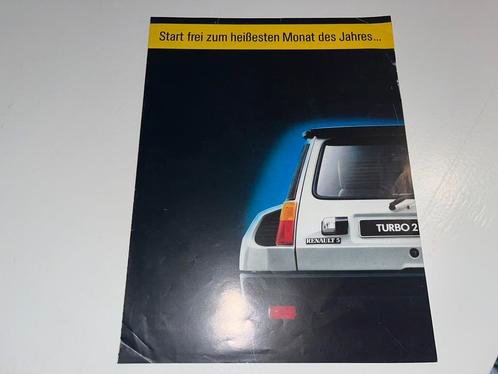 Start frei zum heißesten Monat des Jahres...
TURBO 2
RENAULT 5